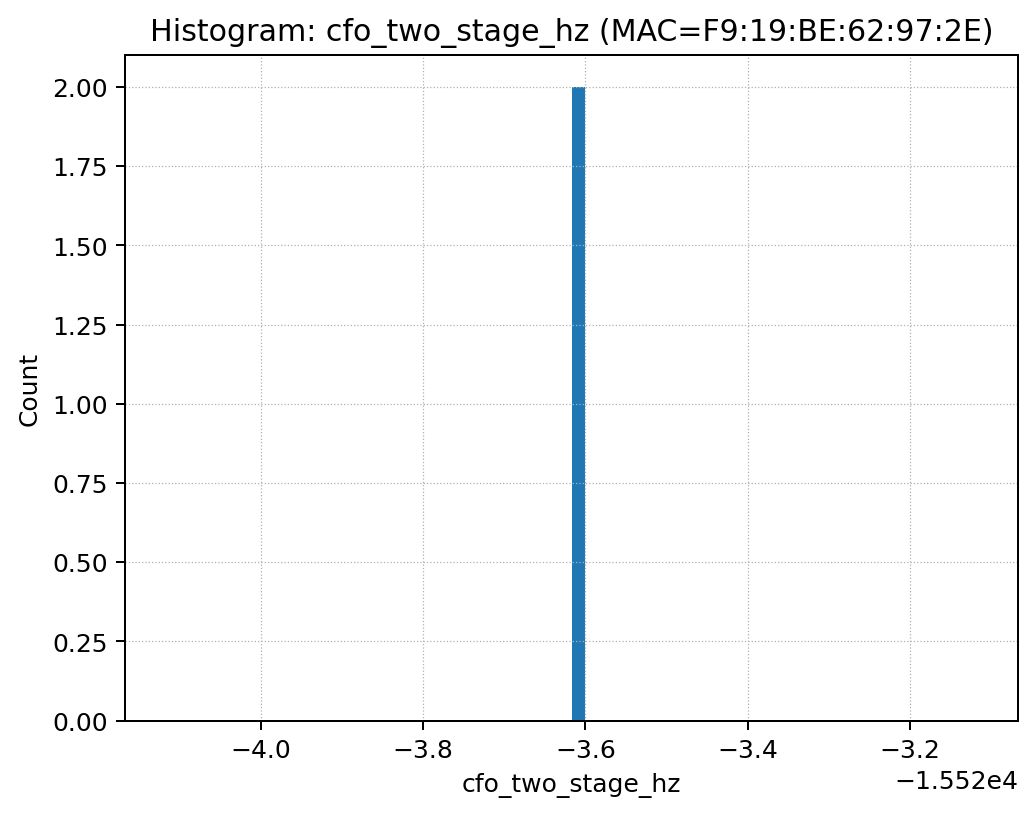 Histogram: cfo_two_stage_hz (MAC=F9:19:BE:62:97:2E)
2.00
1.75
1.50
1.25
1.00
0.75
0.50
0.25
0.00
Count
−4.0 −3.8 −3.6 −3.4 −3.2
cfo_two_stage_hz
−1.552e4